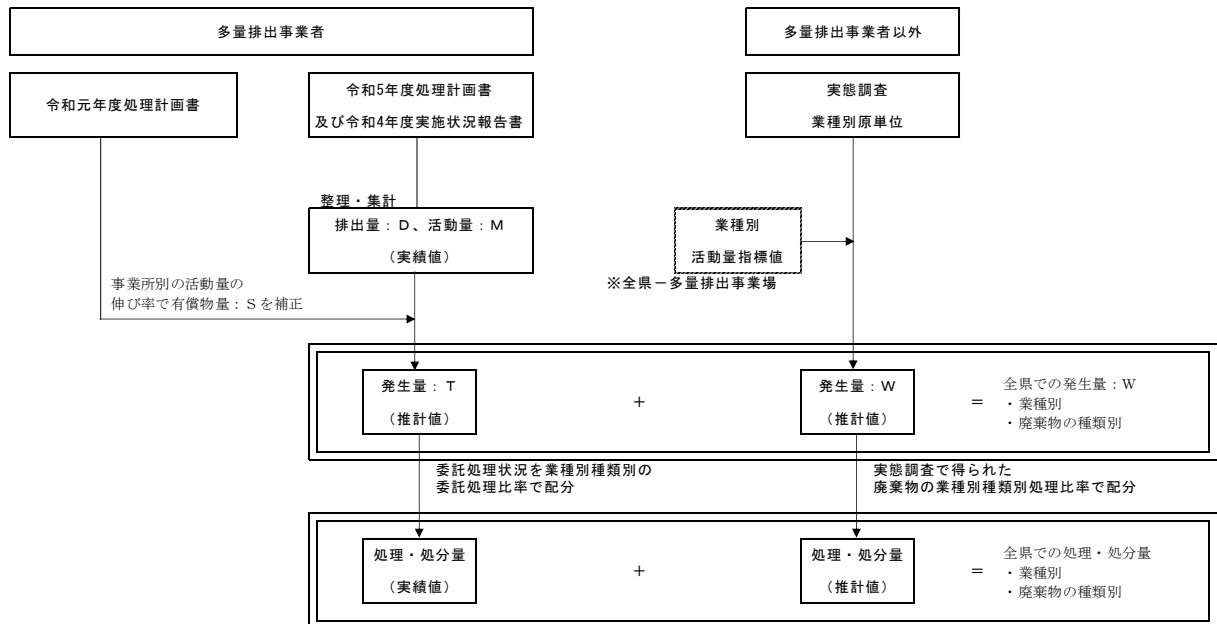 多量排出事業者
多量排出事業者以外
令和元年度処理計画書
令和5年度処理計画書
及び令和4年度実施状況報告書
実態調査
業種別原単位
整理・集計
排出量：D、活動量：M
（実績値）
業種別
活動量指標値
※全県－多量排出事業場
事業所別の活動量の
伸び率で有償物量：Sを補正
発生量：T
（推計値）
+
発生量：W
（推計値）
=
全県での発生量：W
・業種別
・廃棄物の種類別
委託処理状況を業種別種類別の
委託処理比率で配分
実態調査で得られた
廃棄物の業種別種類別処理比率で配分
処理・処分量
（実績値）
+
処理・処分量
（推計値）
=
全県での処理・処分量
・業種別
・廃棄物の種類別